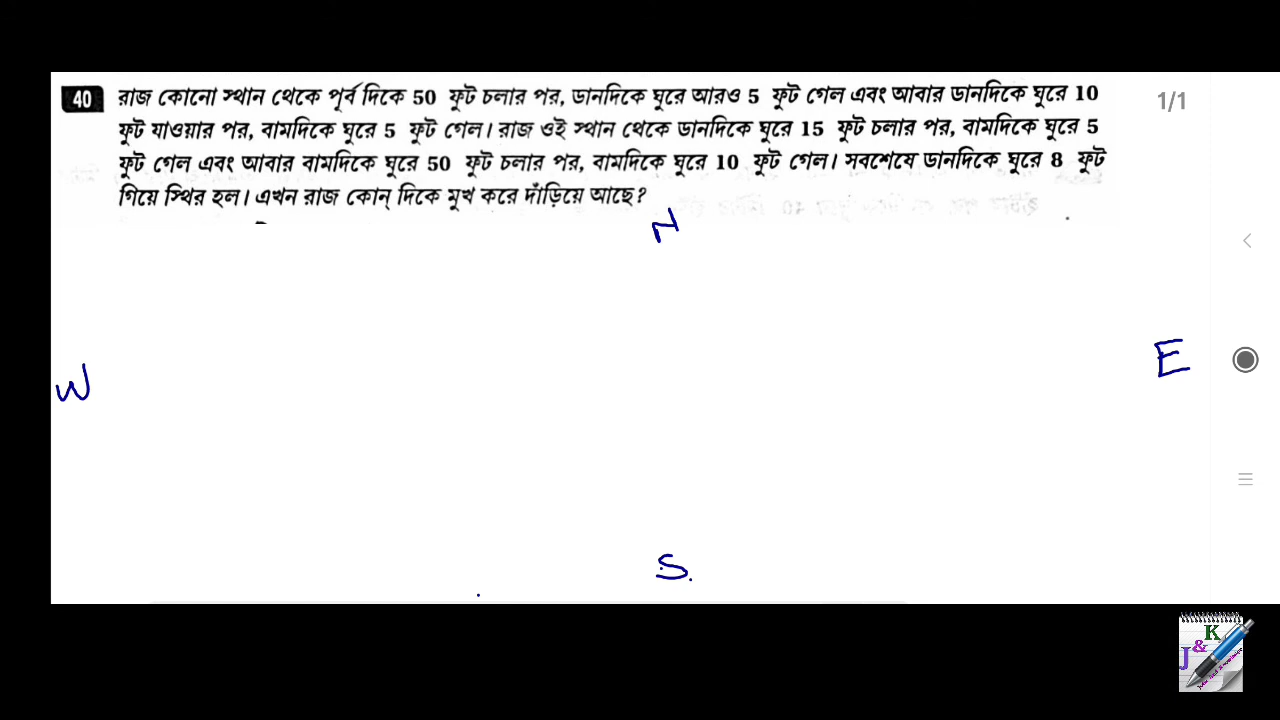 40 রাজ কোনো স্থান থেকে পূর্ব দিকে 50 ফুট চলার পর, ডানদিকে ঘুরে আরও 5 ফুট গেল এবং আবার ডানদিকে ঘুরে 10
1/1
ফুট যাওয়ার পর, বামদিকে ঘুরে 5 ফুট গেল। রাজ ওই স্থান থেকে ডানদিকে ঘুরে 15 ফুট চলার পর, বামদিকে ঘুরে 5
ফুট গেল এবং আবার বামদিকে ঘুরে 50 ফুট চলার পর, বামদিকে ঘুরে 10 ফুট গেল। সবশেষে ডানদিকে ঘুরে 8 ফুট
গিয়ে স্থির হল। এখন রাজ কোন্ দিকে মুখ করে দাঁড়িয়ে আছে?
N
W
E
S
J & K